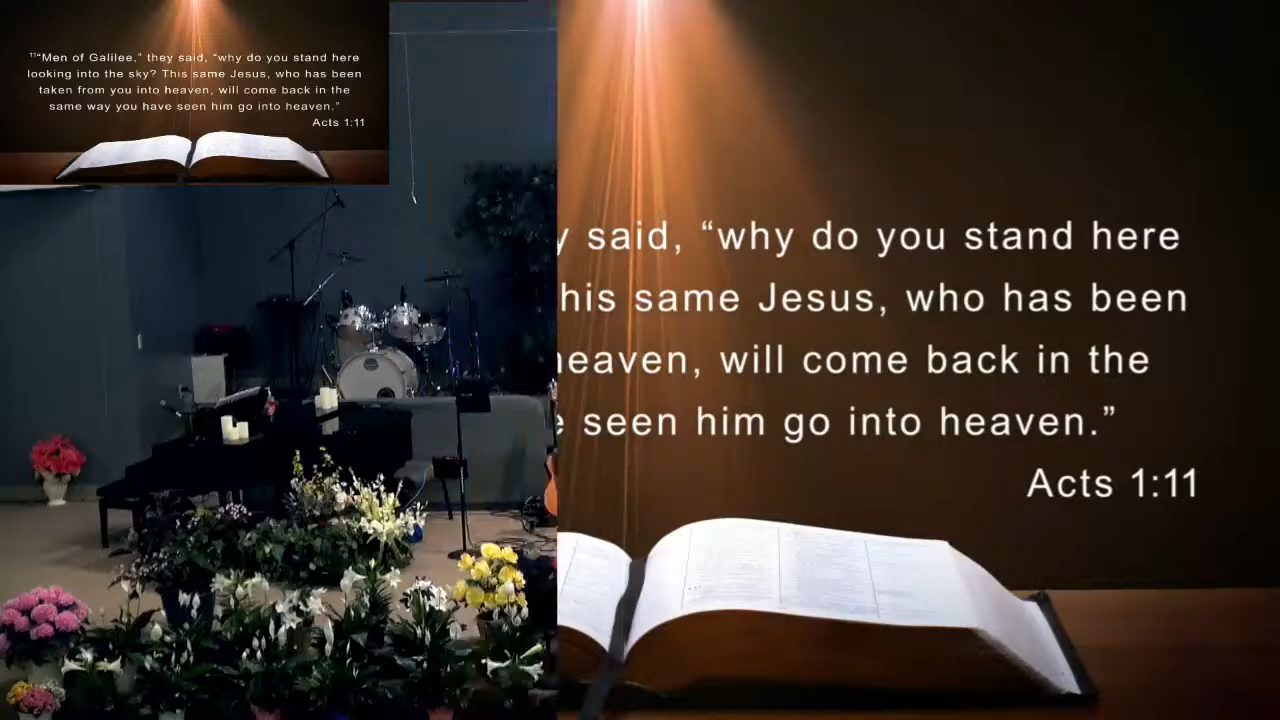 ¹¹“Men of Galilee,” they said, “why do you stand here
looking into the sky? This same Jesus, who has been
taken from you into heaven, will come back in the
same way you have seen him go into heaven.”
Acts 1:11
y said, “why do you stand here
his same Jesus, who has been
heaven, will come back in the
e seen him go into heaven.”
Acts 1:11